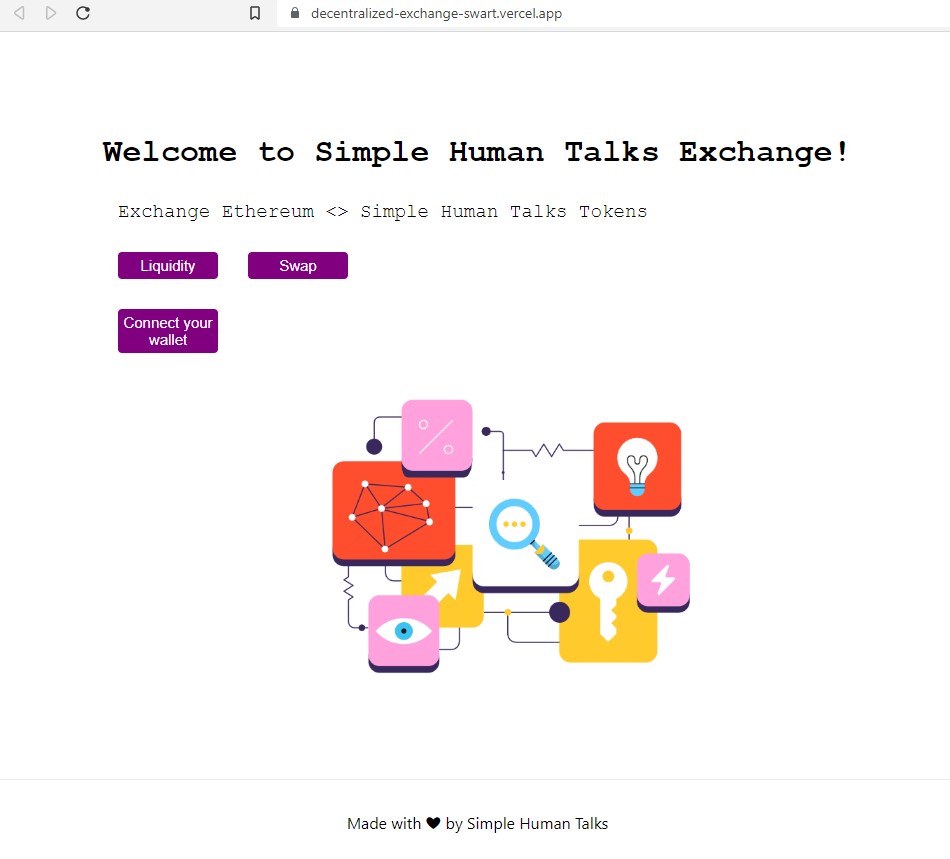 decentralized-exchange-swart.vercel.app
Welcome to Simple Human Talks Exchange!
Exchange Ethereum <> Simple Human Talks Tokens
Liquidity
Swap
Connect your
wallet
%
Made with ♥ by Simple Human Talks